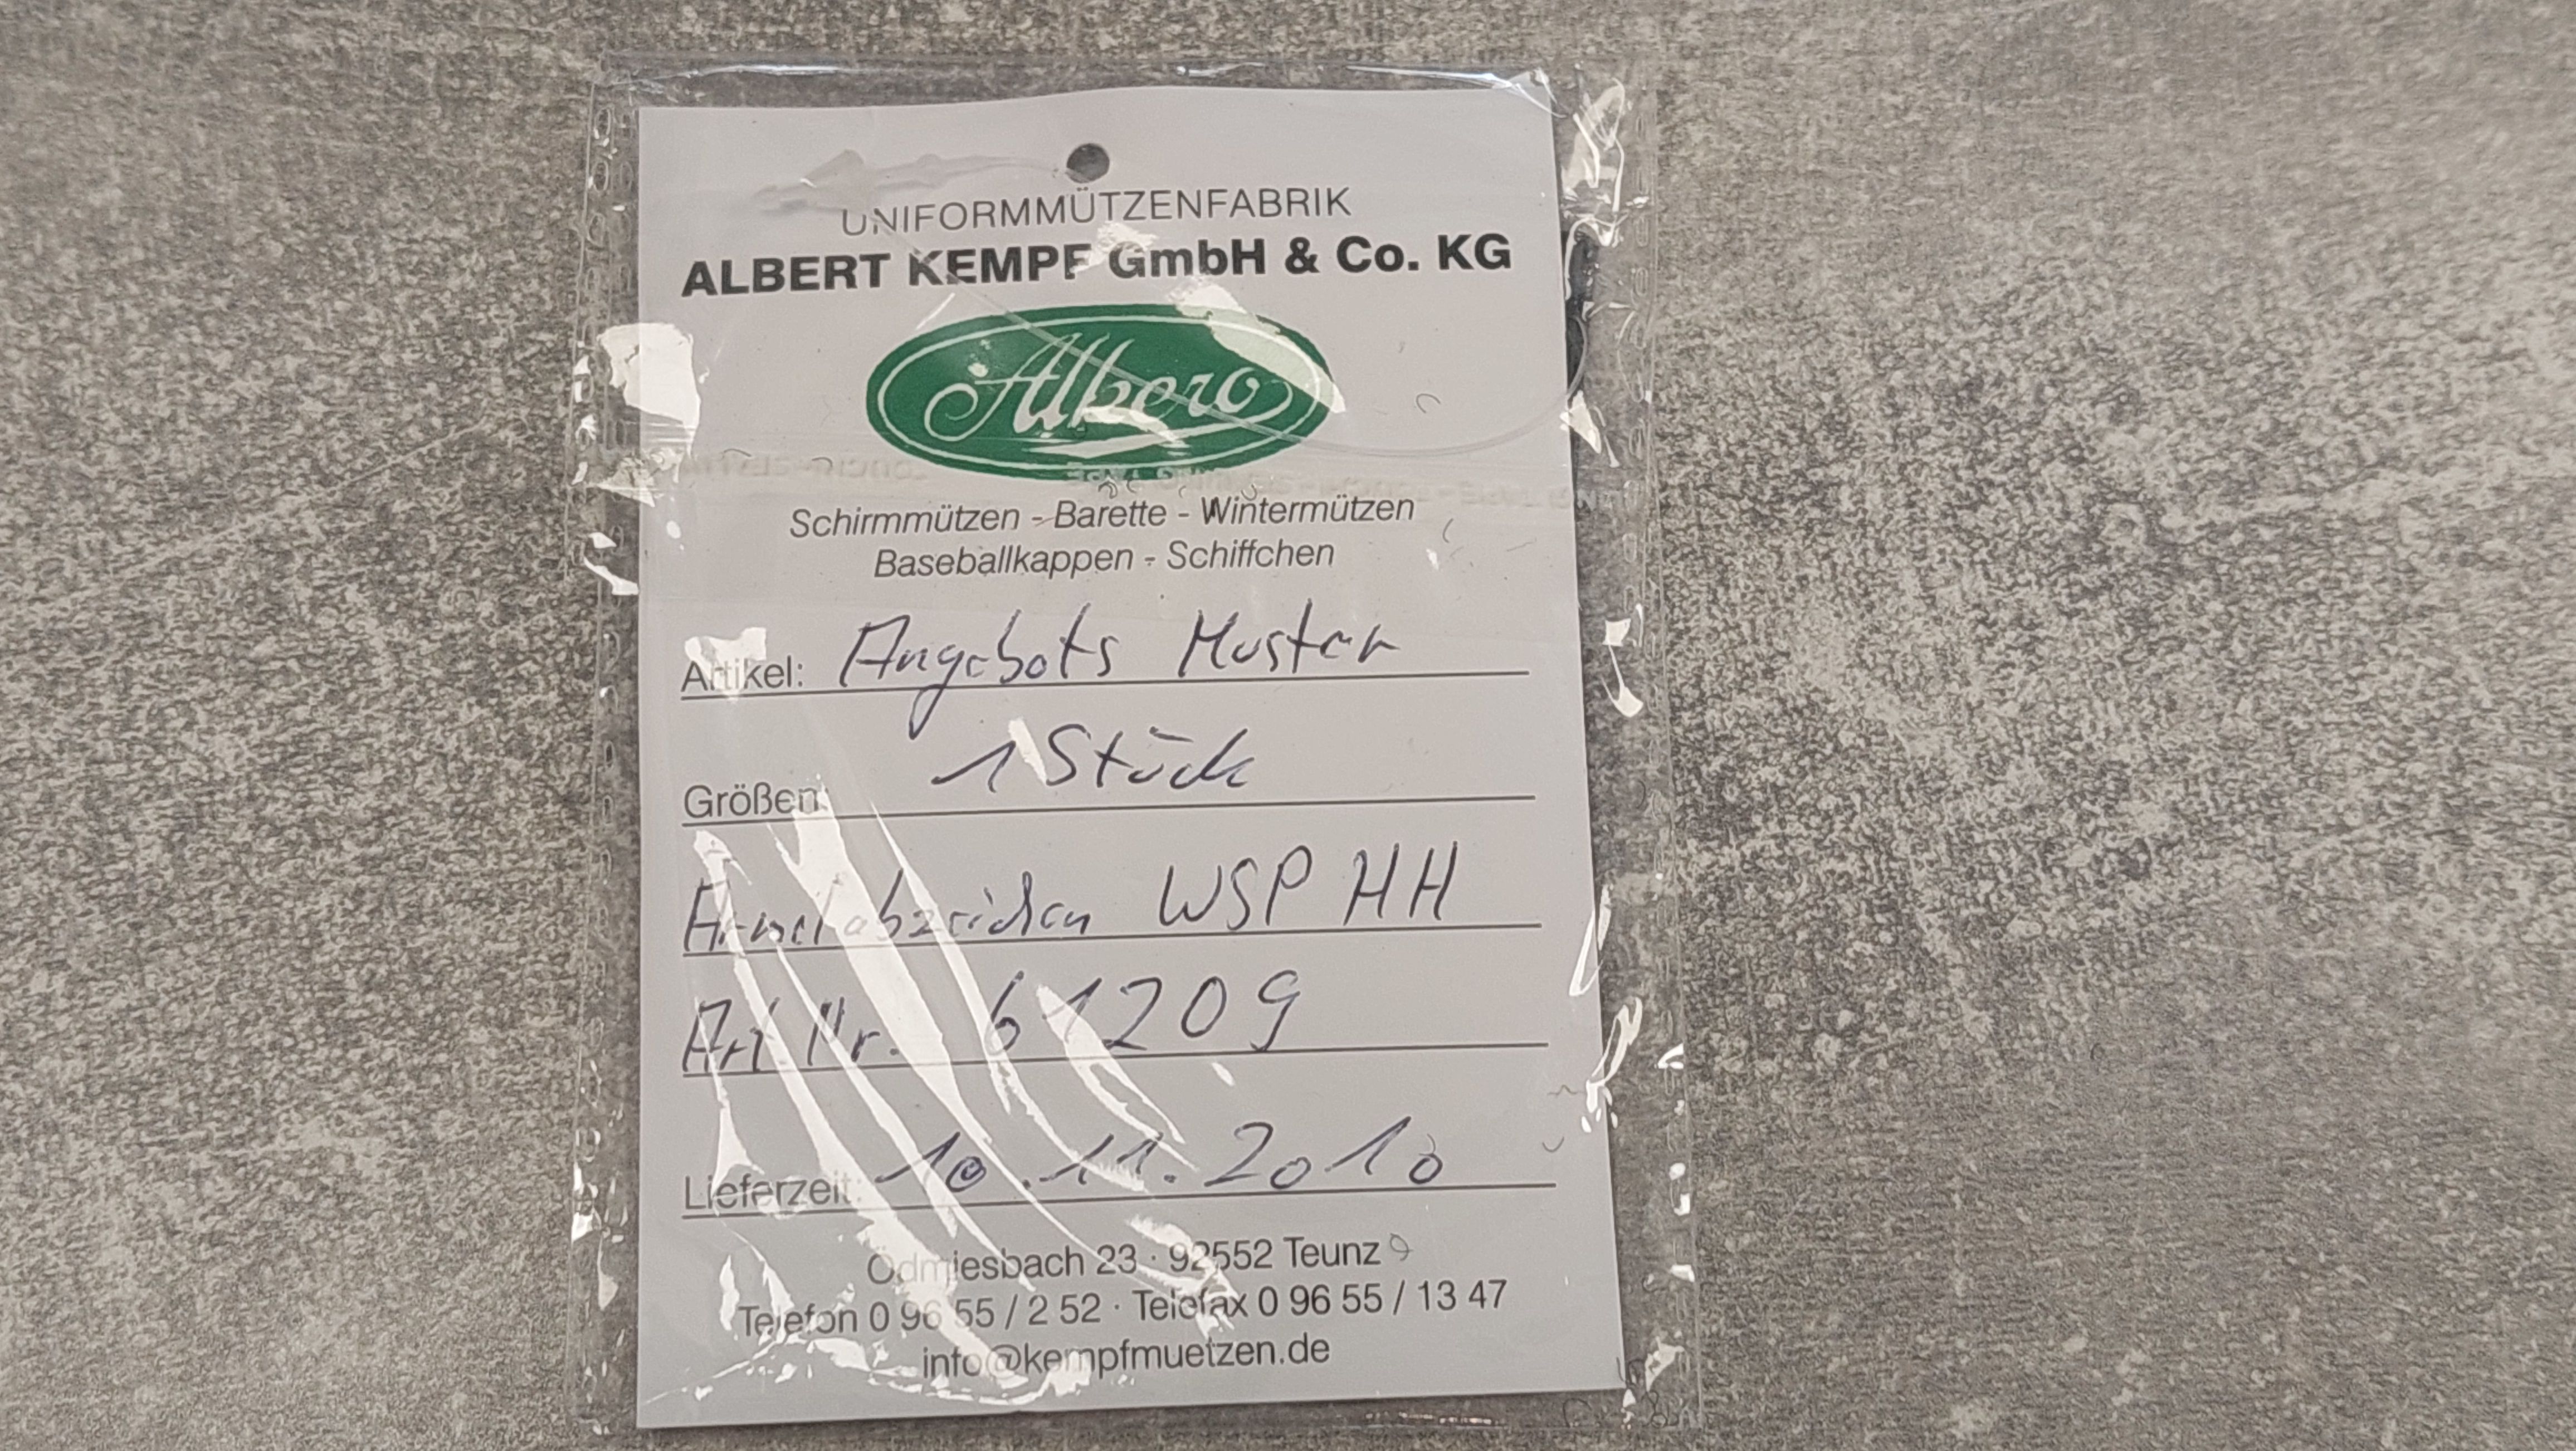 UNIFORMMÜTZENFABRIK
ALBERT KEMPF GmbH & Co. KG
Albero
Schirmmützen - Barette - Wintermützen
Baseballkappen - Schiffchen
Artikel: Angebots Muster
1 Stück
Größen:
Ärmelabzeichen WSP HH
Art. Nr. 61209
Lieferzeit: 10.11.2010
Ödmiesbach 23 · 92552 Teunz
Telefon 0 96 55 / 2 52 · Telefax 0 96 55 / 13 47
info@kempfmuetzen.de